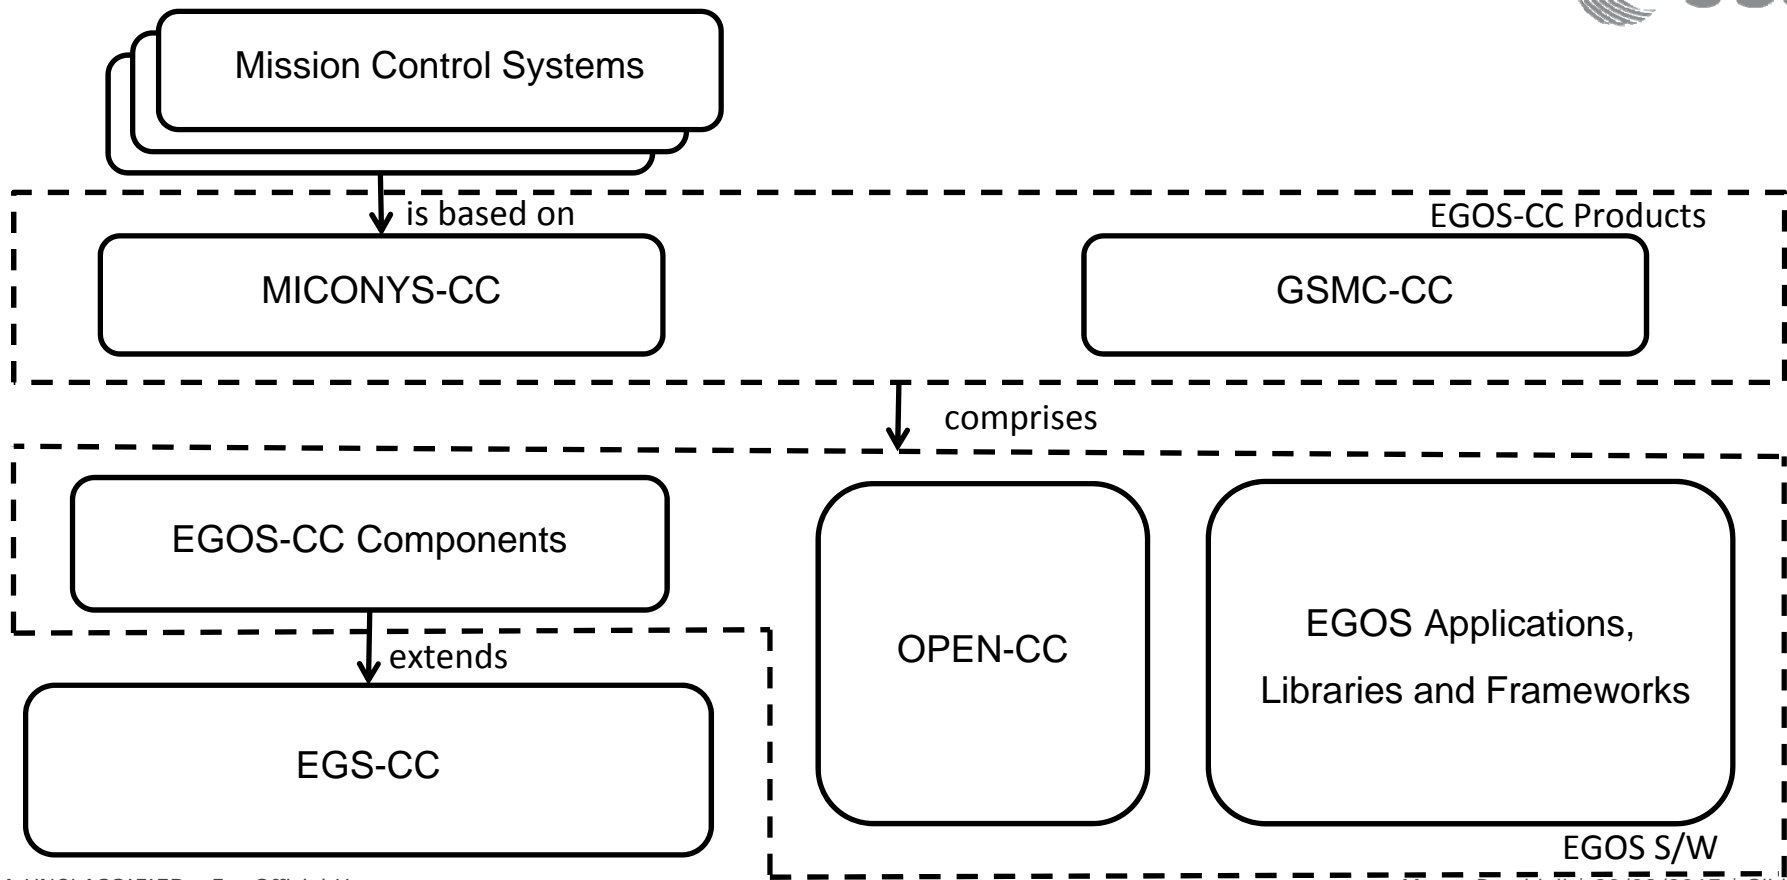 Mission Control Systems
is based on
EGOS-CC Products
MICONYS-CC
GSMC-CC
comprises
EGOS-CC Components
OPEN-CC
EGOS Applications,
Libraries and Frameworks
extends
EGS-CC
EGOS S/W